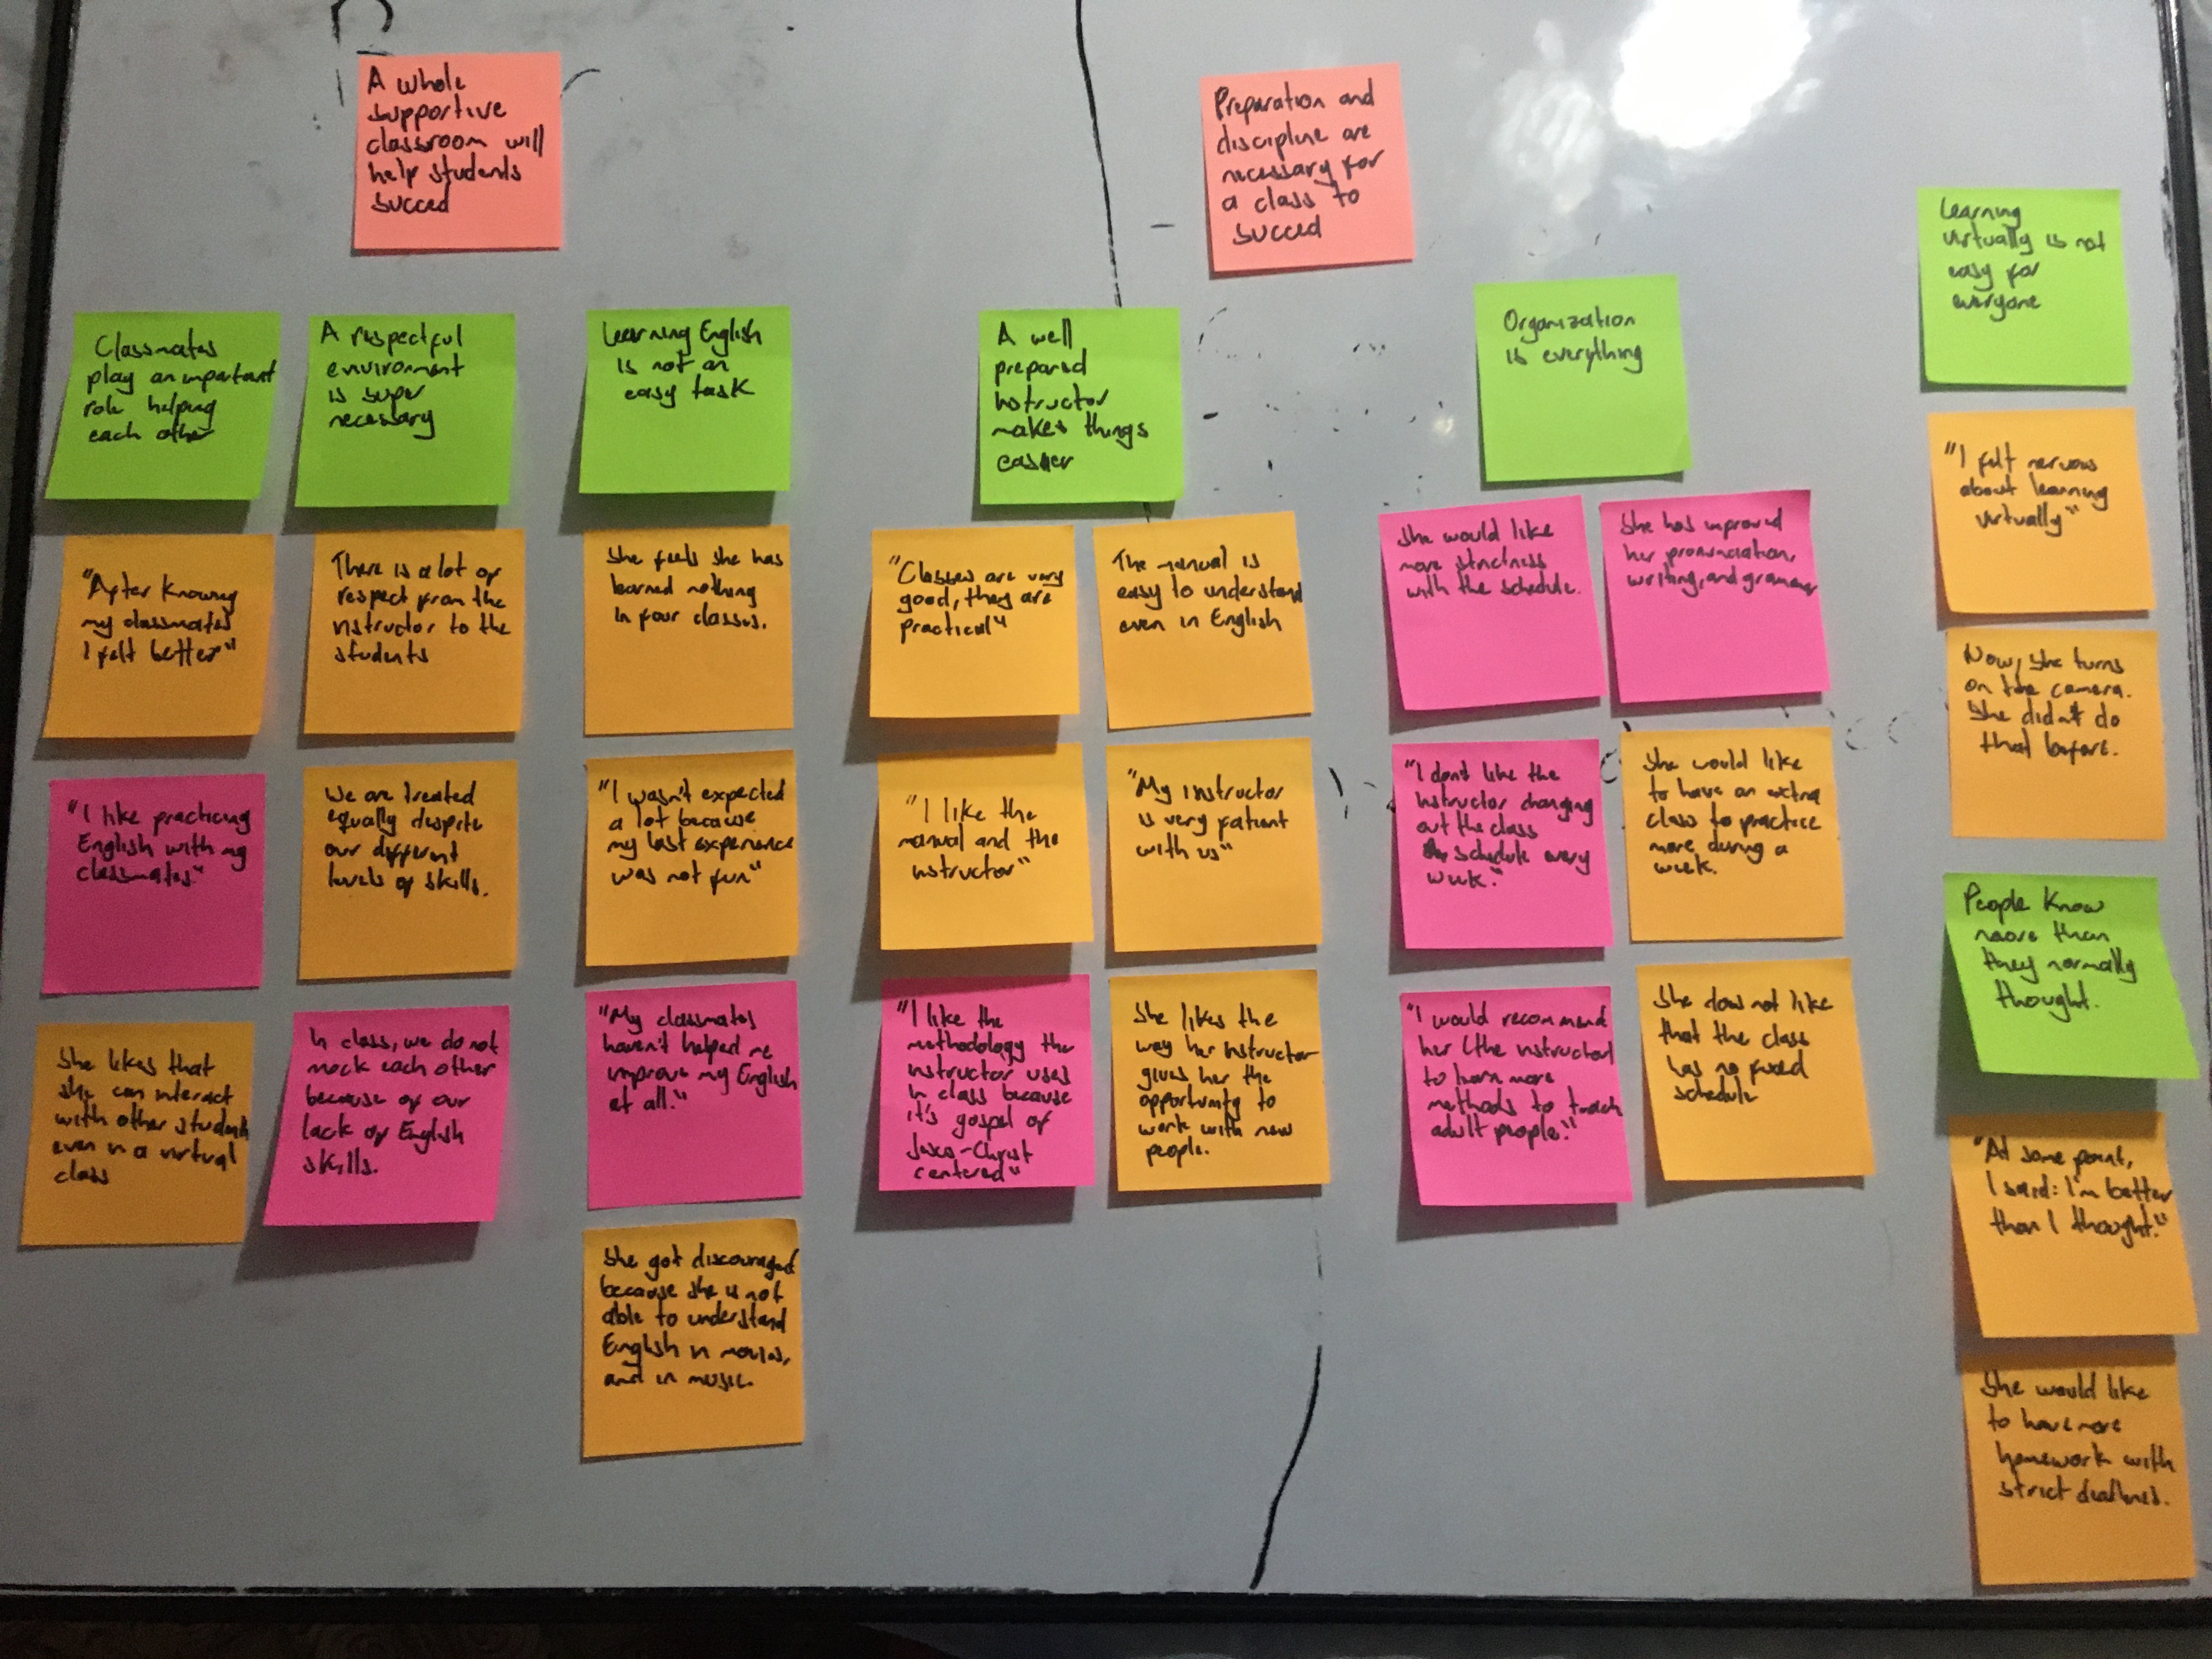 A whole
supportive
classroom will
help students
succed
Preparation and
discipline are
necessary for
a class to
succed
Classmates
play an important
role helping
each other
"After knowing
my classmates
I felt better"
"I like practicing
English with my
classmates."
She likes that
she can interact
with other students
even in a virtual
class
A respectful
environment
is super
necessary
There is a lot of
respect from the
instructor to the
students
We are treated
equally despite
our different
levels of skills.
In class, we do not
mock each other
because of our
lack of English
skills.
Learning English
is not an
easy task
She feels she has
learned nothing
in four classes.
"I wasn't expected
a lot because
my last experience
was not fun"
"My classmates
haven't helped me
improve my English
at all."
She got discouraged
because she is not
able to understand
English in movies,
and in music.
A well
prepared
instructor
makes things
easier
"Classes are very
good, they are
practical"
"I like the
manual and the
instructor"
"I like the
methodology the
instructor uses
in class because
it's gospel of
Jesus-Christ
centered"
The manual is
easy to understand
even in English
"My instructor
is very patient
with us"
She likes the
way her instructor
gives her the
opportunity to
work with new
people.
Organization
is everything
She would like
more strictness
with the schedule.
"I don't like the
instructor changing
out the class
schedule every
week."
"I would recommend
her (the instructor)
to learn more
methods to teach
adult people."
She has improved
her pronunciation,
writing, and grammar
She would like
to have an extra
class to practice
more during a
week.
She does not like
that the class
has no fixed
schedule
Learning
virtually is not
easy for
everyone
"I felt nervous
about learning
virtually"
Now, she turns
on the camera.
She didn't do
that before.
People know
more than
they normally
thought.
"At some point,
I said: I'm better
than I thought."
She would like
to have more
homework with
strict deadlines.